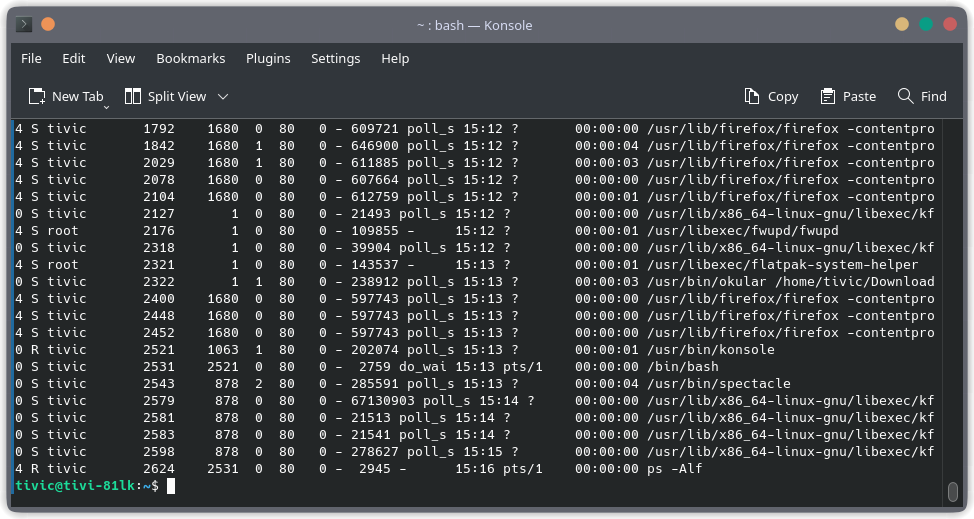 ~ : bash — Konsole
File Edit View Bookmarks Plugins Settings Help
New Tab Split View Copy Paste Find
4 S tivic 1792 1680 0 80 0 - 609721 poll_s 15:12 ? 00:00:00 /usr/lib/firefox/firefox -contentpro
4 S tivic 1842 1680 1 80 0 - 646900 poll_s 15:12 ? 00:00:04 /usr/lib/firefox/firefox -contentpro
4 S tivic 2029 1680 1 80 0 - 611885 poll_s 15:12 ? 00:00:03 /usr/lib/firefox/firefox -contentpro
4 S tivic 2078 1680 0 80 0 - 607664 poll_s 15:12 ? 00:00:00 /usr/lib/firefox/firefox -contentpro
4 S tivic 2104 1680 0 80 0 - 612759 poll_s 15:12 ? 00:00:01 /usr/lib/firefox/firefox -contentpro
0 S tivic 2127 1 0 80 0 - 21493 poll_s 15:12 ? 00:00:00 /usr/lib/x86_64-linux-gnu/libexec/kf
4 S root 2176 1 0 80 0 - 109855 - 15:12 ? 00:00:01 /usr/libexec/fwupd/fwupd
0 S tivic 2318 1 0 80 0 - 39904 poll_s 15:12 ? 00:00:00 /usr/lib/x86_64-linux-gnu/libexec/kf
4 S root 2321 1 0 80 0 - 143537 - 15:13 ? 00:00:01 /usr/libexec/flatpak-system-helper
0 S tivic 2322 1 1 80 0 - 238912 poll_s 15:13 ? 00:00:03 /usr/bin/okular /home/tivic/Download
4 S tivic 2400 1680 0 80 0 - 597743 poll_s 15:13 ? 00:00:00 /usr/lib/firefox/firefox -contentpro
4 S tivic 2448 1680 0 80 0 - 597743 poll_s 15:13 ? 00:00:00 /usr/lib/firefox/firefox -contentpro
4 S tivic 2452 1680 0 80 0 - 597743 poll_s 15:13 ? 00:00:00 /usr/lib/firefox/firefox -contentpro
0 R tivic 2521 1063 1 80 0 - 202074 poll_s 15:13 ? 00:00:01 /usr/bin/konsole
0 S tivic 2531 2521 0 80 0 - 2759 do_wai 15:13 pts/1 00:00:00 /bin/bash
0 S tivic 2543 878 2 80 0 - 285591 poll_s 15:13 ? 00:00:04 /usr/bin/spectacle
0 S tivic 2579 878 0 80 0 - 67130903 poll_s 15:14 ? 00:00:00 /usr/lib/x86_64-linux-gnu/libexec/kf
0 S tivic 2581 878 0 80 0 - 21513 poll_s 15:14 ? 00:00:00 /usr/lib/x86_64-linux-gnu/libexec/kf
0 S tivic 2583 878 0 80 0 - 21541 poll_s 15:14 ? 00:00:00 /usr/lib/x86_64-linux-gnu/libexec/kf
0 S tivic 2598 878 0 80 0 - 278627 poll_s 15:15 ? 00:00:00 /usr/lib/x86_64-linux-gnu/libexec/kf
4 R tivic 2624 2531 0 80 0 - 2945 - 15:16 pts/1 00:00:00 ps -Alf
tivic@tivi-81lk:~$